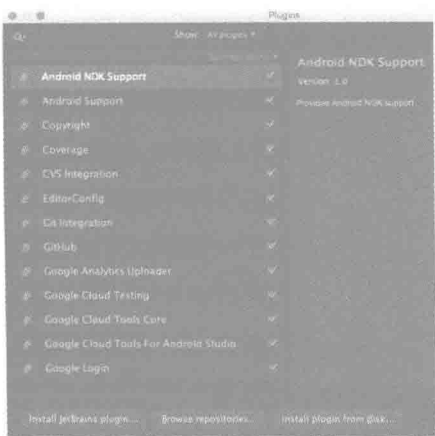 Plugins
Show: All plugins
Android NDK Support
Android Support
Copyright
Coverage
CVS Integration
EditorConfig
Git Integration
GitHub
Google Analytics Uploader
Google Cloud Testing
Google Cloud Tools Core
Google Cloud Tools For Android Studio
Google Login
Android NDK Support
Version: 1.0
Provides Android NDK support
Install JetBrains plugin...
Browse repositories...
Install plugin from disk...